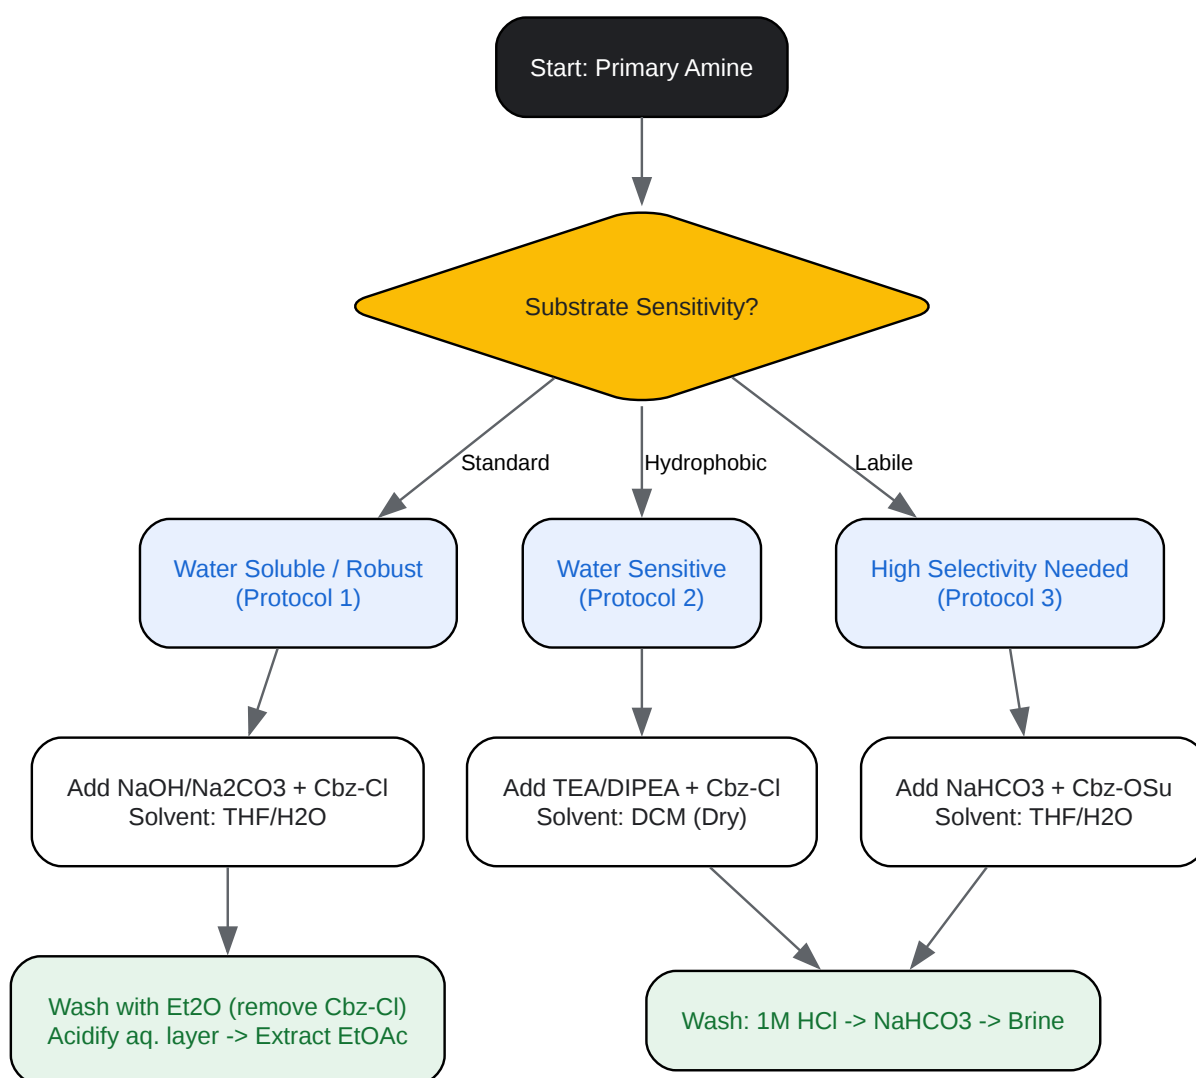 Start: Primary Amine
Substrate Sensitivity?
Standard
Hydrophobic
Labile
Water Soluble / Robust
(Protocol 1)
Water Sensitive
(Protocol 2)
High Selectivity Needed
(Protocol 3)
Add NaOH/Na2CO3 + Cbz-Cl
Solvent: THF/H2O
Add TEA/DIPEA + Cbz-Cl
Solvent: DCM (Dry)
Add NaHCO3 + Cbz-OSu
Solvent: THF/H2O
Wash with Et2O (remove Cbz-Cl)
Acidify aq. layer -> Extract EtOAc
Wash: 1M HCl -> NaHCO3 -> Brine